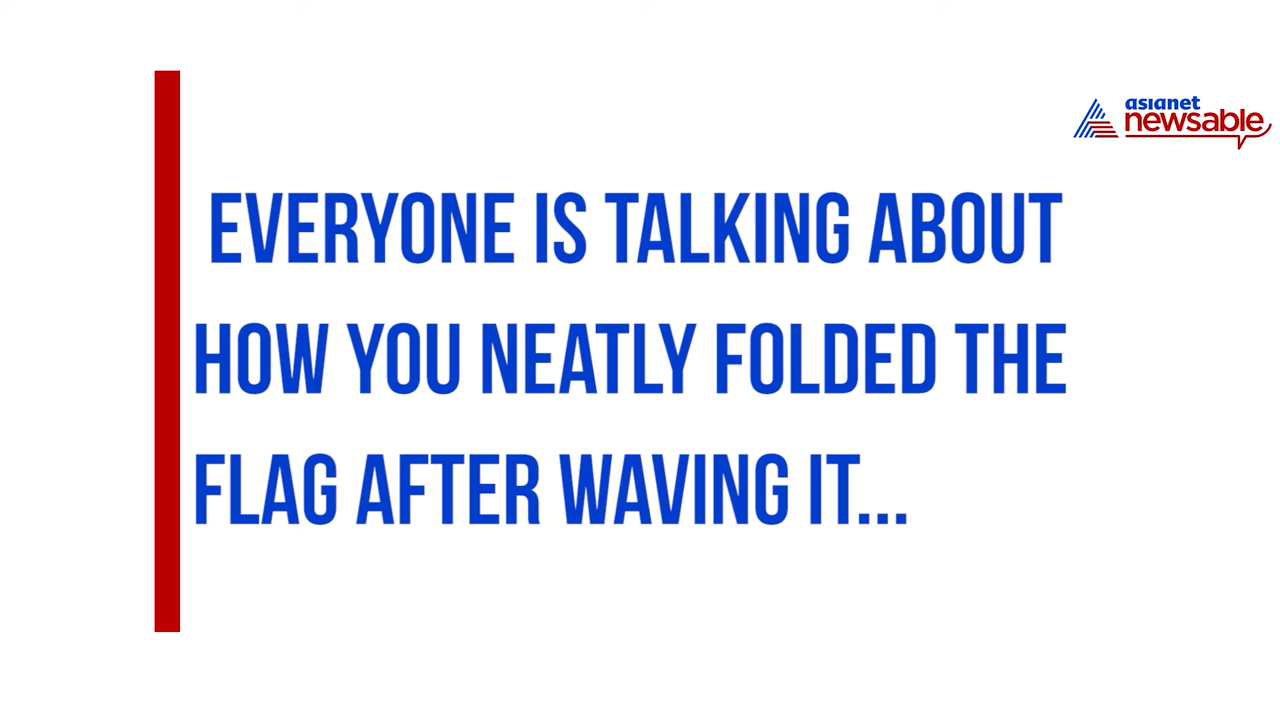 asianet
newsable
EVERYONE IS TALKING ABOUT
HOW YOU NEATLY FOLDED THE
FLAG AFTER WAVING IT...